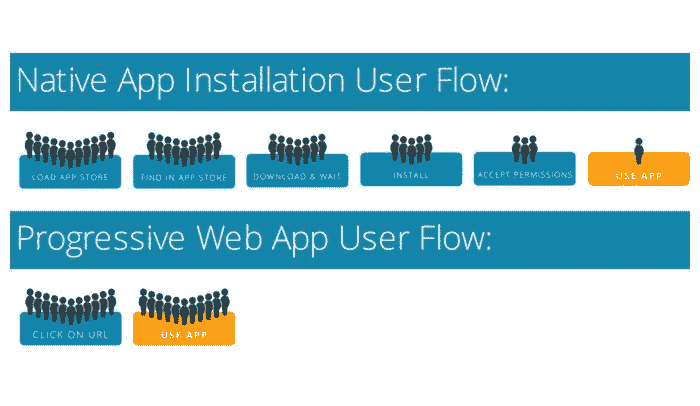 Native App Installation User Flow:
LOAD APP STORE
FIND IN APP STORE
DOWNLOAD & WAIT
INSTALL
ACCEPT PERMISSIONS
USE APP
Progressive Web App User Flow:
CLICK ON URL
USE APP